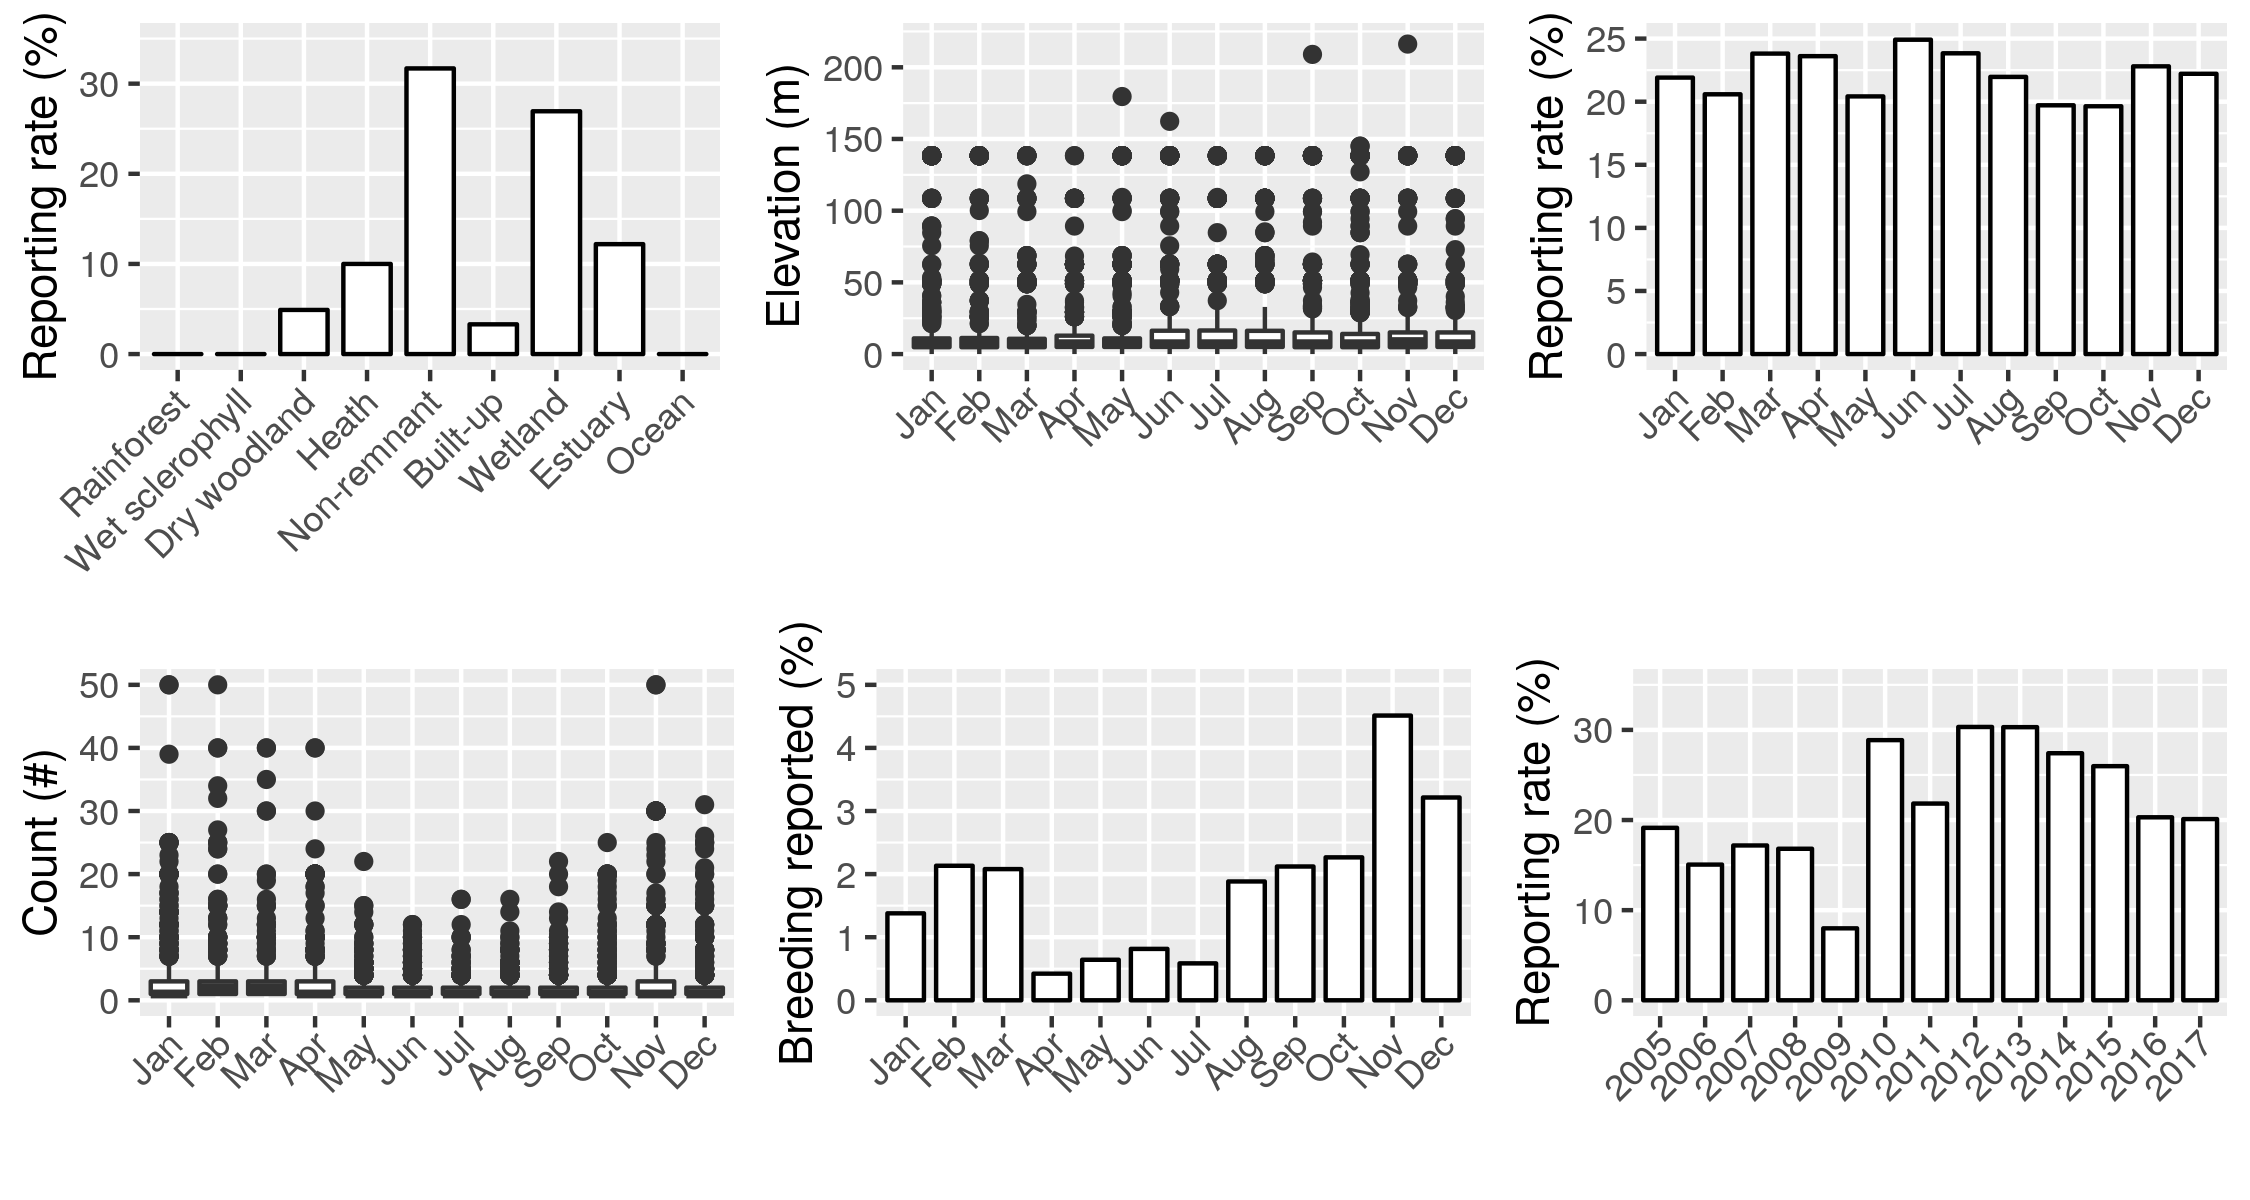 Reporting rate (%)
30
20
10
0
Rainforest
Wet sclerophyll
Dry woodland
Heath
Non-remnant
Built-up
Wetland
Estuary
Ocean
Elevation (m)
200
150
100
50
0
Jan
Feb
Mar
Apr
May
Jun
Jul
Aug
Sep
Oct
Nov
Dec
Reporting rate (%)
25
20
15
10
5
0
Jan
Feb
Mar
Apr
May
Jun
Jul
Aug
Sep
Oct
Nov
Dec
Count (#)
50
40
30
20
10
0
Jan
Feb
Mar
Apr
May
Jun
Jul
Aug
Sep
Oct
Nov
Dec
Breeding reported (%)
5
4
3
2
1
0
Jan
Feb
Mar
Apr
May
Jun
Jul
Aug
Sep
Oct
Nov
Dec
Reporting rate (%)
30
20
10
0
2005
2006
2007
2008
2009
2010
2011
2012
2013
2014
2015
2016
2017